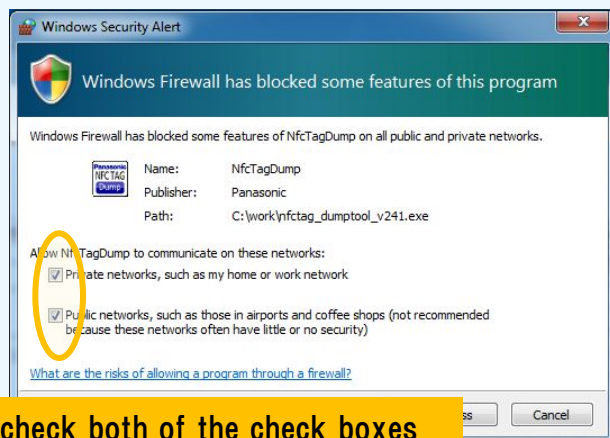 Windows Security Alert
Windows Firewall has blocked some features of this program
Windows Firewall has blocked some features of NfcTagDump on all public and private networks.
Panasonic
NFC TAG
Dump
Name: NfcTagDump
Publisher: Panasonic
Path: C:\work\nfctag_dumptool_v241.exe
Allow NfcTagDump to communicate on these networks:
Private networks, such as my home or work network
Public networks, such as those in airports and coffee shops (not recommended
because these networks often have little or no security)
What are the risks of allowing a program through a firewall?
check both of the check boxes
ss Cancel